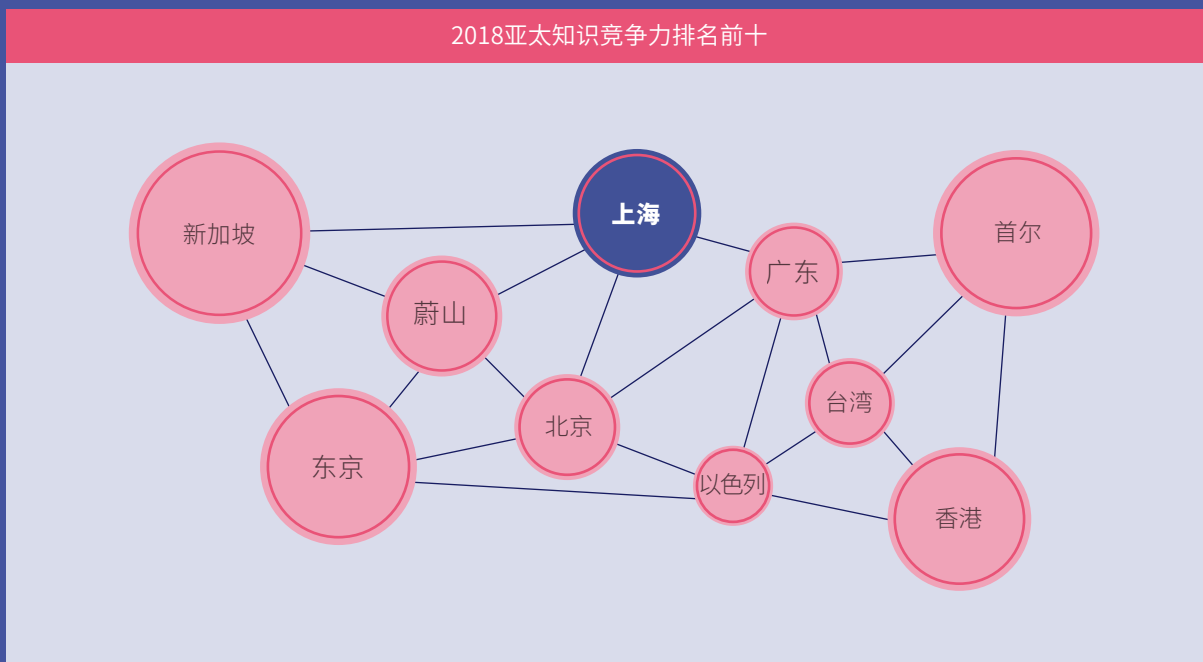 2018亚太知识竞争力排名前十
上海
新加坡
首尔
广东
蔚山
台湾
北京
东京
以色列
香港